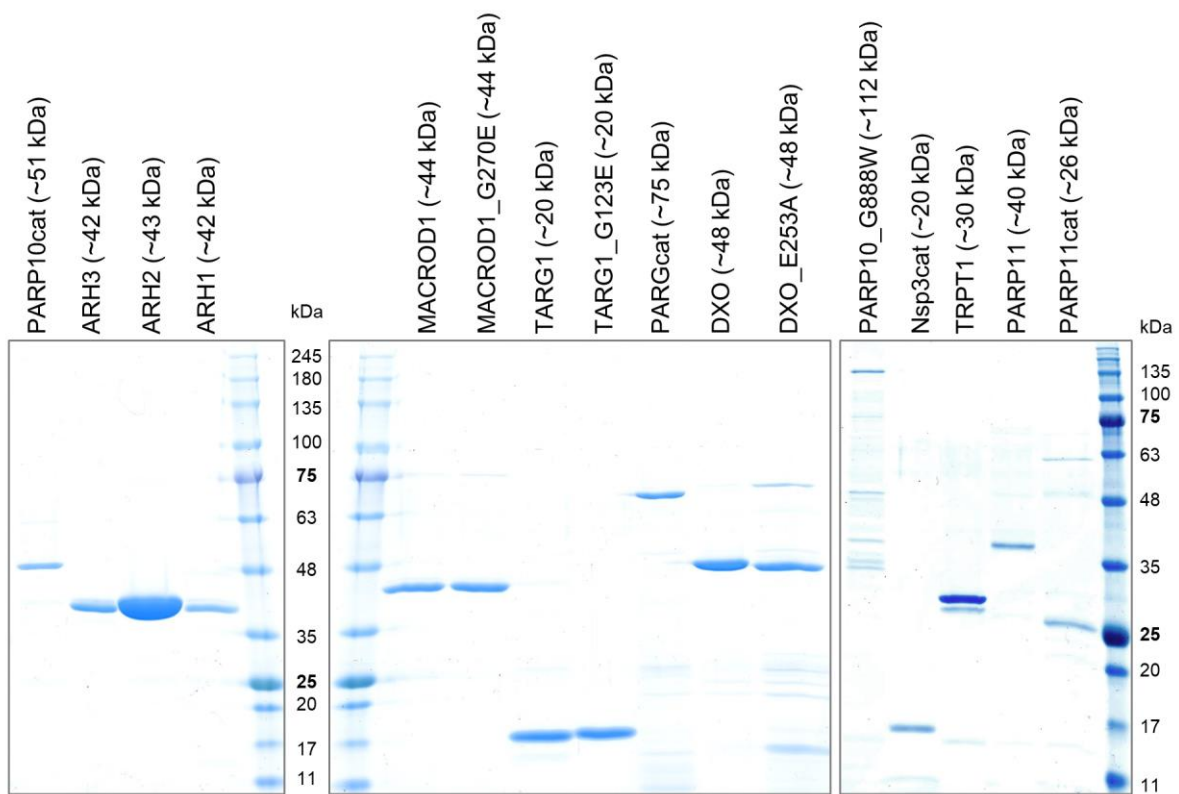 PARP10cat (~51 kDa)
ARH3 (~42 kDa)
ARH2 (~43 kDa)
ARH1 (~42 kDa)
kDa
245
180
135
100
75
63
48
35
25
20
17
11
MACROD1 (~44 kDa)
MACROD1_G270E (~44 kDa)
TARG1 (~20 kDa)
TARG1_G123E (~20 kDa)
PARGcat (~75 kDa)
DXO (~48 kDa)
DXO_E253A (~48 kDa)
PARP10_G888W (~112 kDa)
Nsp3cat (~20 kDa)
TRPT1 (~30 kDa)
PARP11 (~40 kDa)
PARP11cat (~26 kDa)
kDa
135
100
75
63
48
35
25
20
17
11